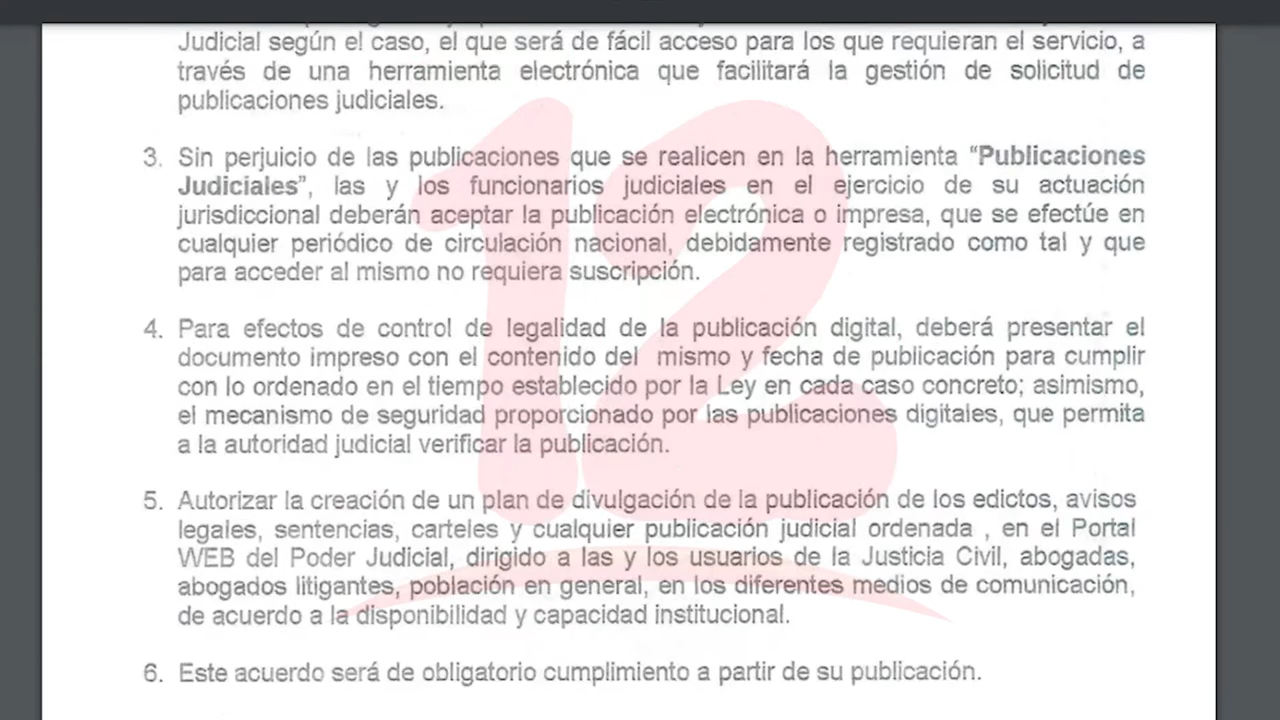 Judicial según el caso, el que será de fácil acceso para los que requieran el servicio, a
través de una herramienta electrónica que facilitará la gestión de solicitud de
publicaciones judiciales.
3. Sin perjuicio de las publicaciones que se realicen en la herramienta “Publicaciones
Judiciales”, las y los funcionarios judiciales en el ejercicio de su actuación
jurisdiccional deberán aceptar la publicación electrónica o impresa, que se efectúe en
cualquier periódico de circulación nacional, debidamente registrado como tal y que
para acceder al mismo no requiera suscripción.
4. Para efectos de control de legalidad de la publicación digital, deberá presentar el
documento impreso con el contenido del mismo y fecha de publicación para cumplir
con lo ordenado en el tiempo establecido por la Ley en cada caso concreto; asimismo,
el mecanismo de seguridad proporcionado por las publicaciones digitales, que permita
a la autoridad judicial verificar la publicación.
5. Autorizar la creación de un plan de divulgación de la publicación de los edictos, avisos
legales, sentencias, carteles y cualquier publicación judicial ordenada , en el Portal
WEB del Poder Judicial, dirigido a las y los usuarios de la Justicia Civil, abogadas,
abogados litigantes, población en general, en los diferentes medios de comunicación,
de acuerdo a la disponibilidad y capacidad institucional.
6. Este acuerdo será de obligatorio cumplimiento a partir de su publicación.
12